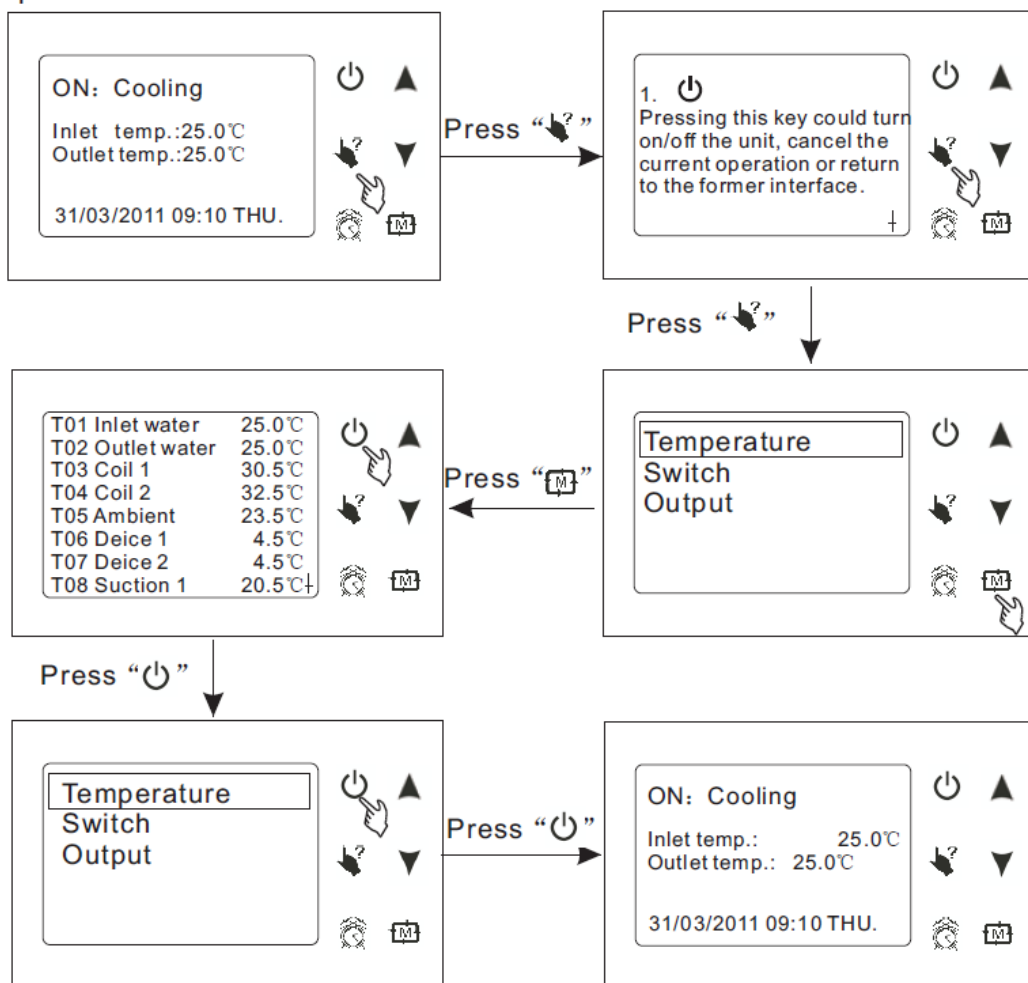 ON: Cooling
Inlet temp.:25.0℃
Outlet temp.:25.0℃
31/03/2011 09:10 THU.
?
M
Press “?”
1.
Pressing this key could turn
on/off the unit, cancel the
current operation or return
to the former interface.
?
M
Press “?”
T01 Inlet water 25.0℃
T02 Outlet water 25.0℃
T03 Coil 1 30.5℃
T04 Coil 2 32.5℃
T05 Ambient 23.5℃
T06 Deice 1 4.5℃
T07 Deice 2 4.5℃
T08 Suction 1 20.5℃
?
M
Press “M”
Temperature
Switch
Output
?
M
Press “⏻”
Temperature
Switch
Output
?
M
Press “⏻”
ON: Cooling
Inlet temp.: 25.0℃
Outlet temp.: 25.0℃
31/03/2011 09:10 THU.
?
M